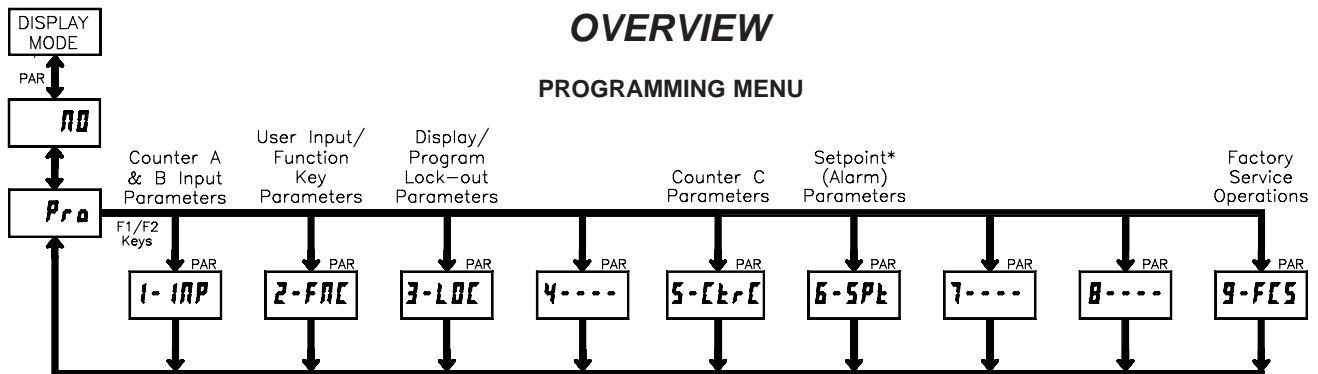 OVERVIEW
PROGRAMMING MENU
DISPLAY
MODE
PAR
NO
Pro
F1/F2
Keys
Counter A
& B Input
Parameters
PAR
1-INP
User Input/
Function
Key
Parameters
PAR
2-FNC
Display/
Program
Lock-out
Parameters
PAR
3-LOC
PAR
4----
Counter C
Parameters
PAR
5-CtrC
Setpoint*
(Alarm)
Parameters
PAR
6-SPt
PAR
7----
PAR
8----
Factory
Service
Operations
PAR
9-FCS